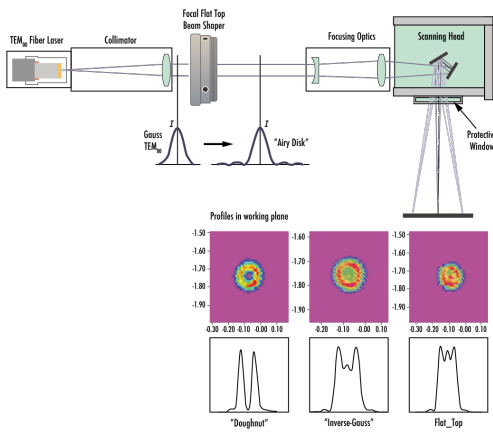 Focal Flat Top
Beam Shaper
TEM00 Fiber Laser
Collimator
Focusing Optics
Scanning Head
I
I
Gauss
TEM00
"Airy Disk"
Protective
Window
Profiles in working plane
-1.50
-1.60
-1.50
-1.60
-1.70
-1.60
-1.70
-1.80
-1.70
-1.80
-1.90
-1.80
-1.90
-1.90
-0.30 -0.20 -0.10 -0.00 0.10
-0.20 -0.10 -0.00 0.10
-0.30 -0.20 -0.10 -0.00 0.10
"Doughnut"
"Inverse-Gauss"
Flat_Top